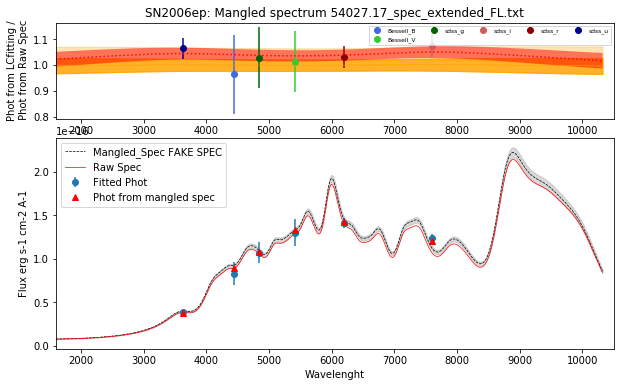 SN2006ep: Mangled spectrum 54027.17_spec_extended_FL.txt
Phot from LCfitting /
Phot from Raw Spec
1.1
1.0
0.9
0.8
Bessell_B
Bessell_V
sdss_g
sdss_i
sdss_r
sdss_u
2000 3000 4000 5000 6000 7000 8000 9000 10000
Flux erg s-1 cm-2 A-1
2.0
1.5
1.0
0.5
0.0
Mangled_Spec FAKE SPEC
Raw Spec
Fitted Phot
Phot from mangled spec
2000 3000 4000 5000 6000 7000 8000 9000 10000
Wavelenght